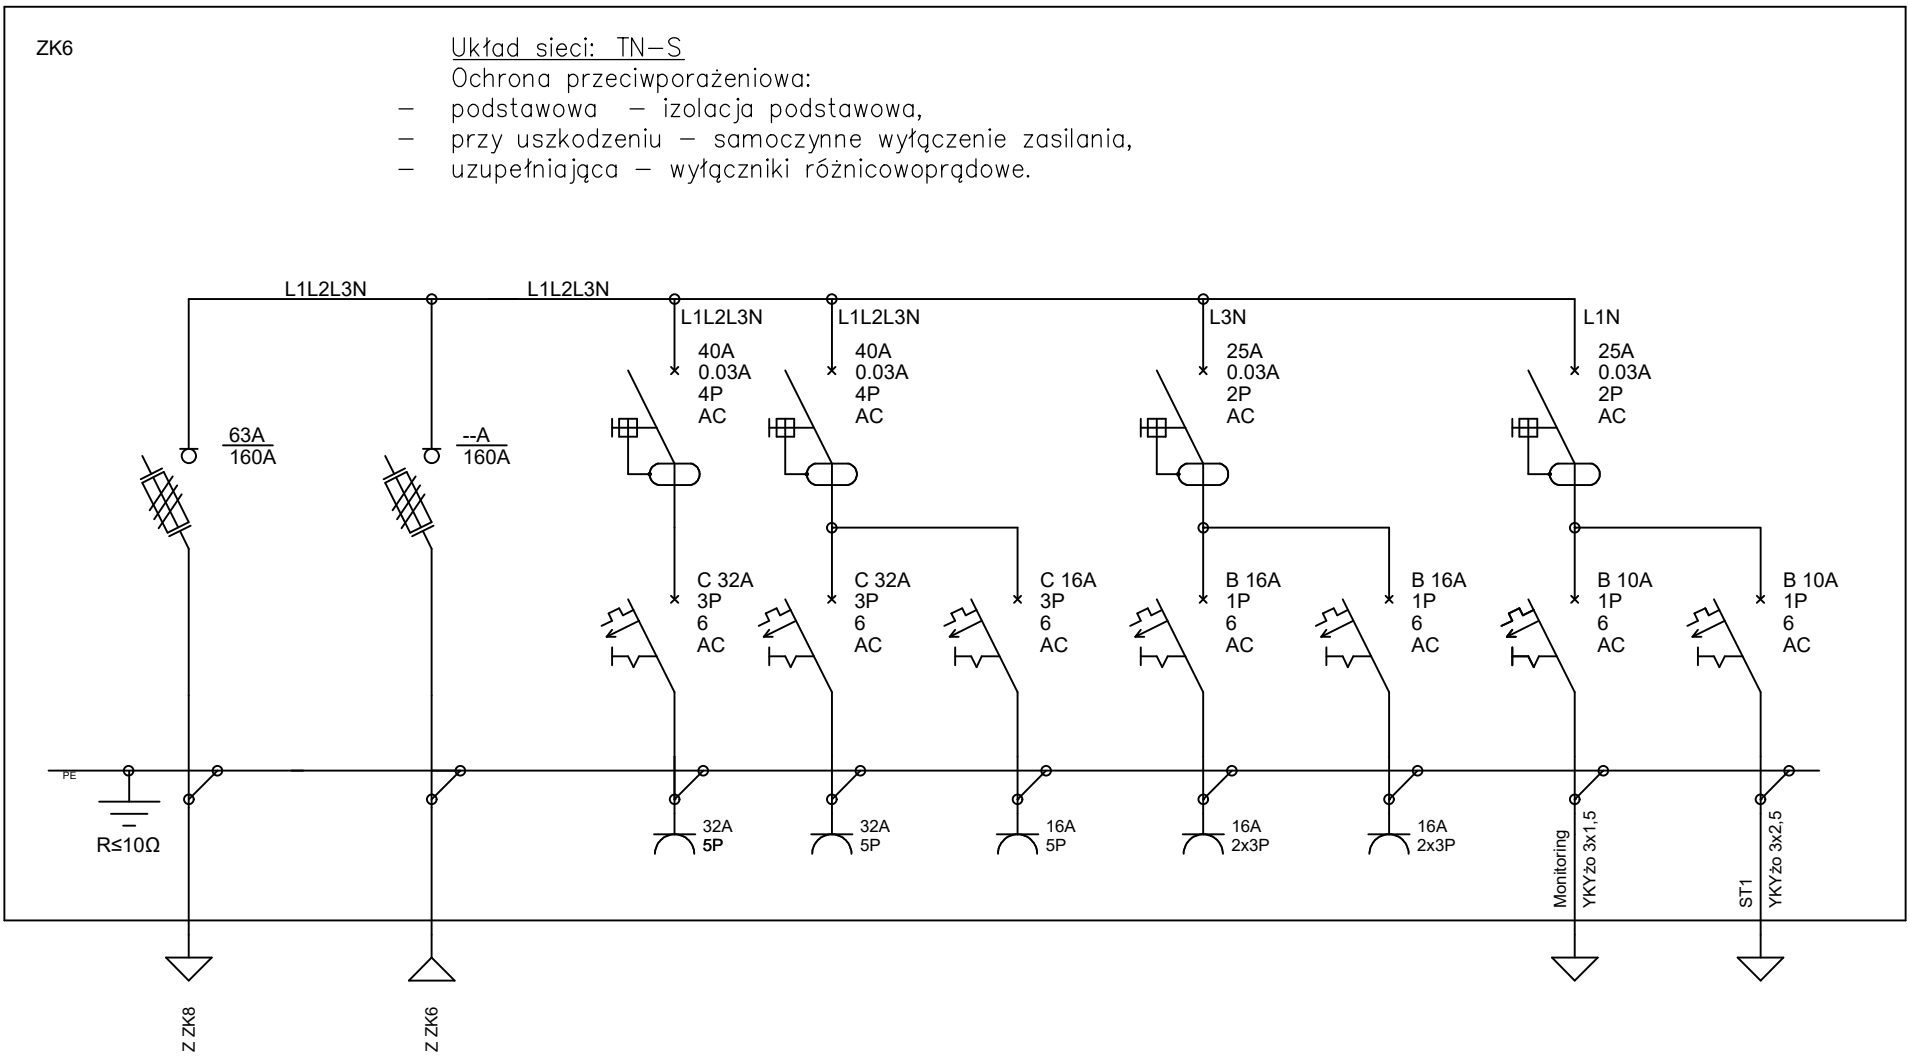 ZK6
Układ sieci: TN-S
Ochrona przeciwporażeniowa:
- podstawowa - izolacja podstawowa,
- przy uszkodzeniu - samoczynne wyłączenie zasilania,
- uzupełniająca - wyłączniki różnicowoprądowe.
L1L2L3N
L1L2L3N
L1L2L3N
40A
0.03A
4P
AC
L1L2L3N
40A
0.03A
4P
AC
L3N
25A
0.03A
2P
AC
L1N
25A
0.03A
2P
AC
63A
160A
--A
160A
C 32A
3P
6
AC
C 32A
3P
6
AC
C 16A
3P
6
AC
B 16A
1P
6
AC
B 16A
1P
6
AC
B 10A
1P
6
AC
B 10A
1P
6
AC
PE
R≤10Ω
32A
5P
32A
5P
16A
5P
16A
2x3P
16A
2x3P
Monitoring
YKYżo 3x1,5
ST1
YKYżo 3x2,5
Z ZK8
Z ZK6